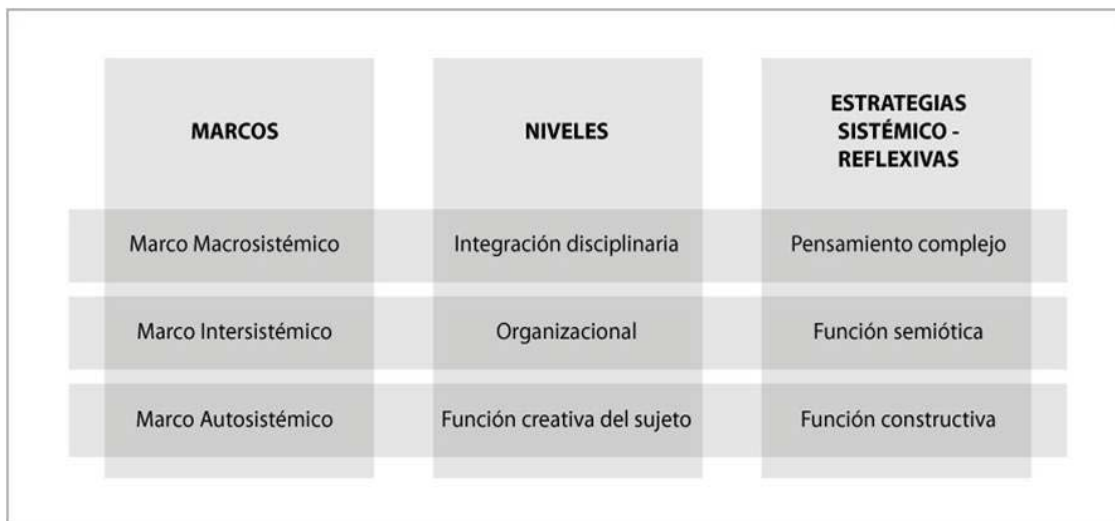 MARCOS
NIVELES
ESTRATEGIAS
SISTÉMICO -
REFLEXIVAS
Marco Macrosistémico
Integración disciplinaria
Pensamiento complejo
Marco Intersistémico
Organizacional
Función semiótica
Marco Autosistémico
Función creativa del sujeto
Función constructiva